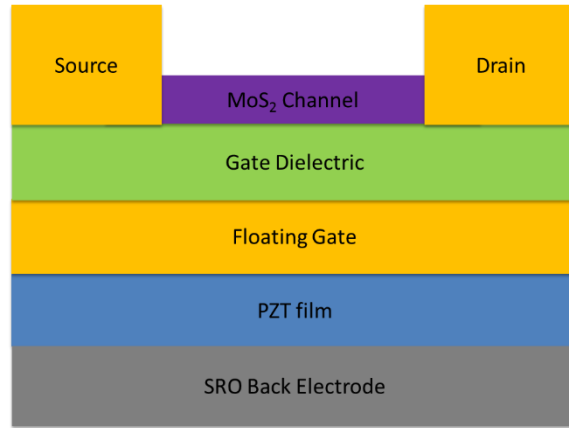 Source
Drain
MoS₂ Channel
Gate Dielectric
Floating Gate
PZT film
SRO Back Electrode